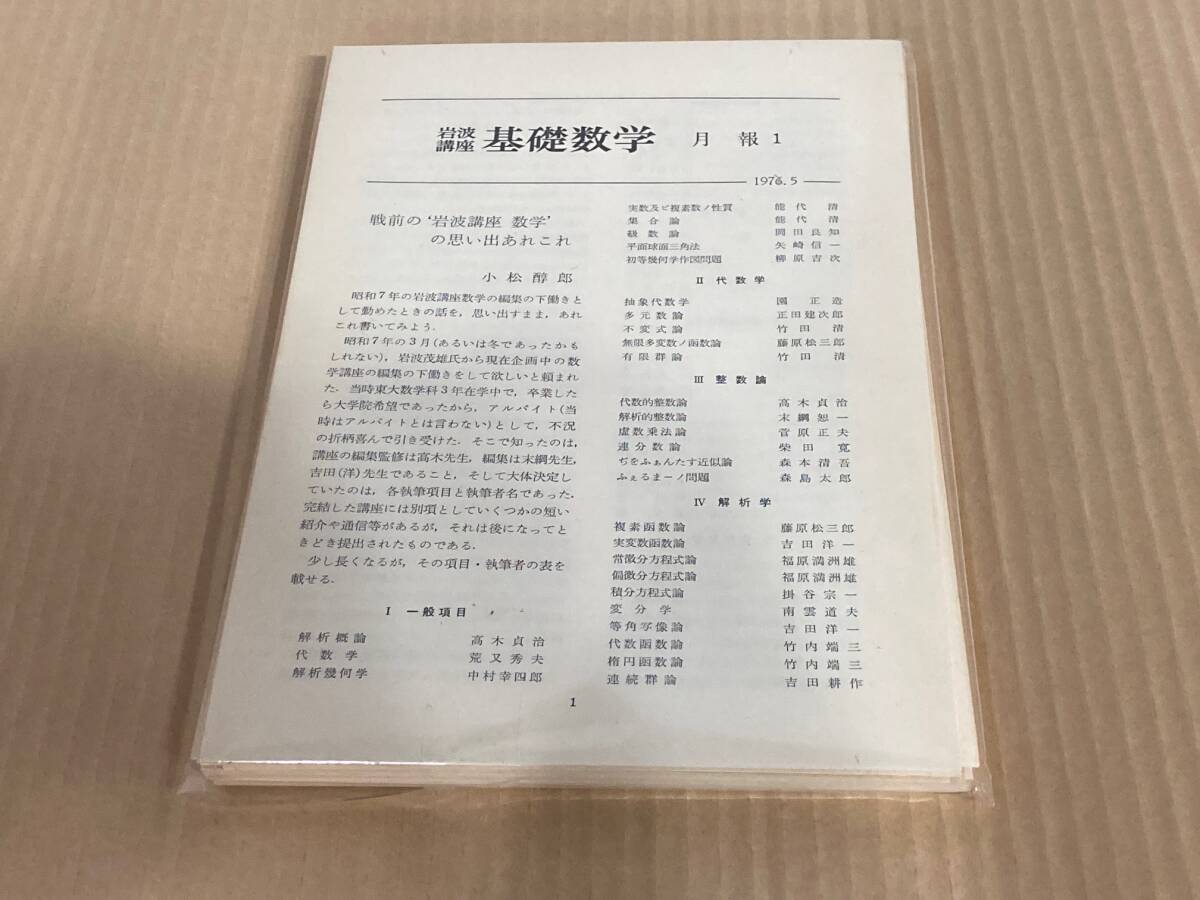 岩波講座 基礎数学 月報 1
1976.5
戦前の‘岩波講座 数学’
の思い出あれこれ
小松醇郎
昭和7年の岩波講座数学の編集の下働きと
して勤めたときの話を，思い出すまま，あれ
これ書いてみよう．
昭和7年の3月(あるいは冬であったかも
しれない)，岩波茂雄氏から現在企画中の数
学講座の編集の下働きをして欲しいと頼まれ
た．当時東大数学科3年在学中で，卒業した
ら大学院希望であったから，アルバイト(当
時はアルバイトとは言わない)として，不況
の折柄喜んで引き受けた．そこで知ったのは，
講座の編集監修は高木先生，編集は末綱先生，
吉田(洋)先生であること，そして大体決定し
ていたのは，各執筆項目と執筆者名であった．
完結した講座には別項としていくつかの短い
紹介や通信等があるが，それは後になってと
きどき提出されたものである．
少し長くなるが，その項目・執筆者の表を
載せる．
I 一般項目
解析概論 高木貞治
代数学 荒又秀夫
解析幾何学 中村幸四郎
実数及ビ複素数ノ性質 能代清
集合論 能代清
級数論 岡田良知
平面球面三角法 矢崎信一
初等幾何学作図問題 柳原吉次
II 代数学
抽象代数学 園正造
多元数論 正田建次郎
不変式論 竹田清
無限多変数ノ函数論 藤原松三郎
有限群論 竹田清
III 整数論
代数的整数論 高木貞治
解析的整数論 末綱恕一
虚数乗法論 菅原正夫
連分数論 柴田寛
ぢをふぁんたす近似論 森本清吾
ふぇるまーノ問題 森島太郎
IV 解析学
複素函数論 藤原松三郎
実変数函数論 吉田洋一
常微分方程式論 福原満洲雄
偏微分方程式論 福原満洲雄
積分方程式論 掛谷宗一
変分学 南雲道夫
等角写像論 吉田洋一
代数函数論 竹内端三
楕円函数論 竹内端三
連続群論 吉田耕作
1